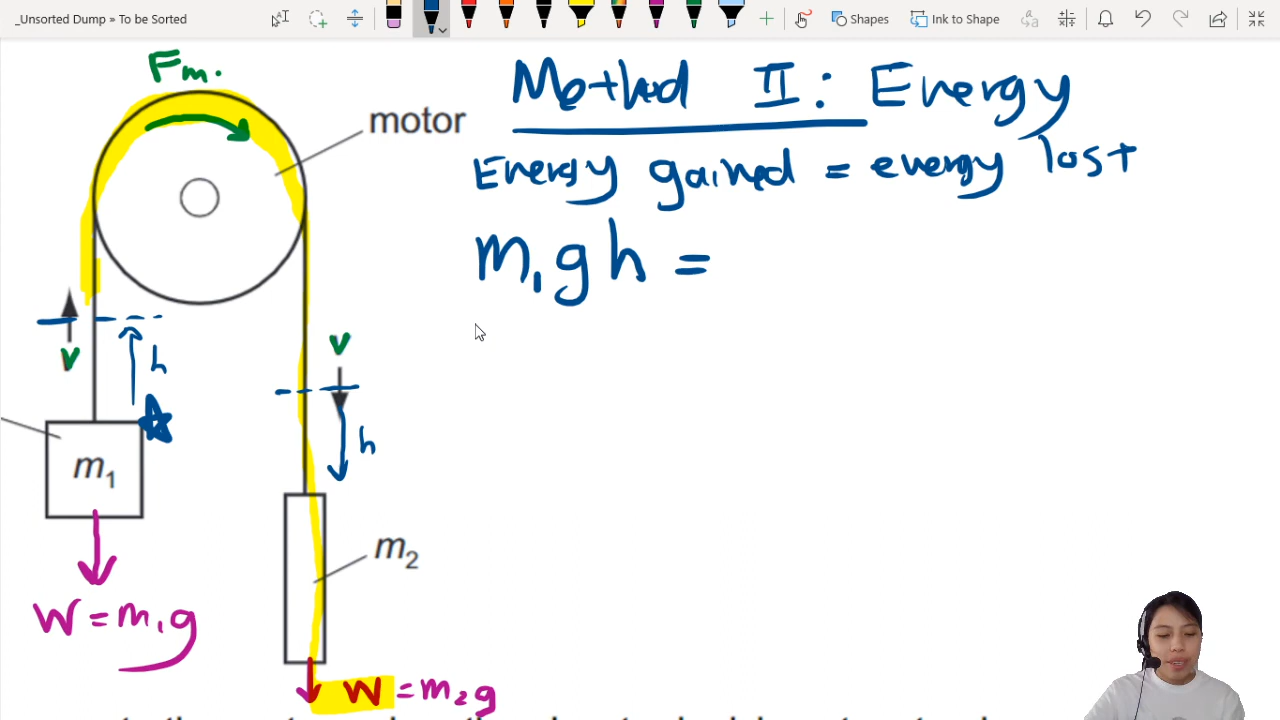 _Unsorted Dump » To be Sorted
Shapes
Ink to Shape
Fm.
motor
Method II: Energy
Energy gained = energy lost
m₁gh =
v
h
v
h
m₁
m₂
W = m₁g
W = m₂g